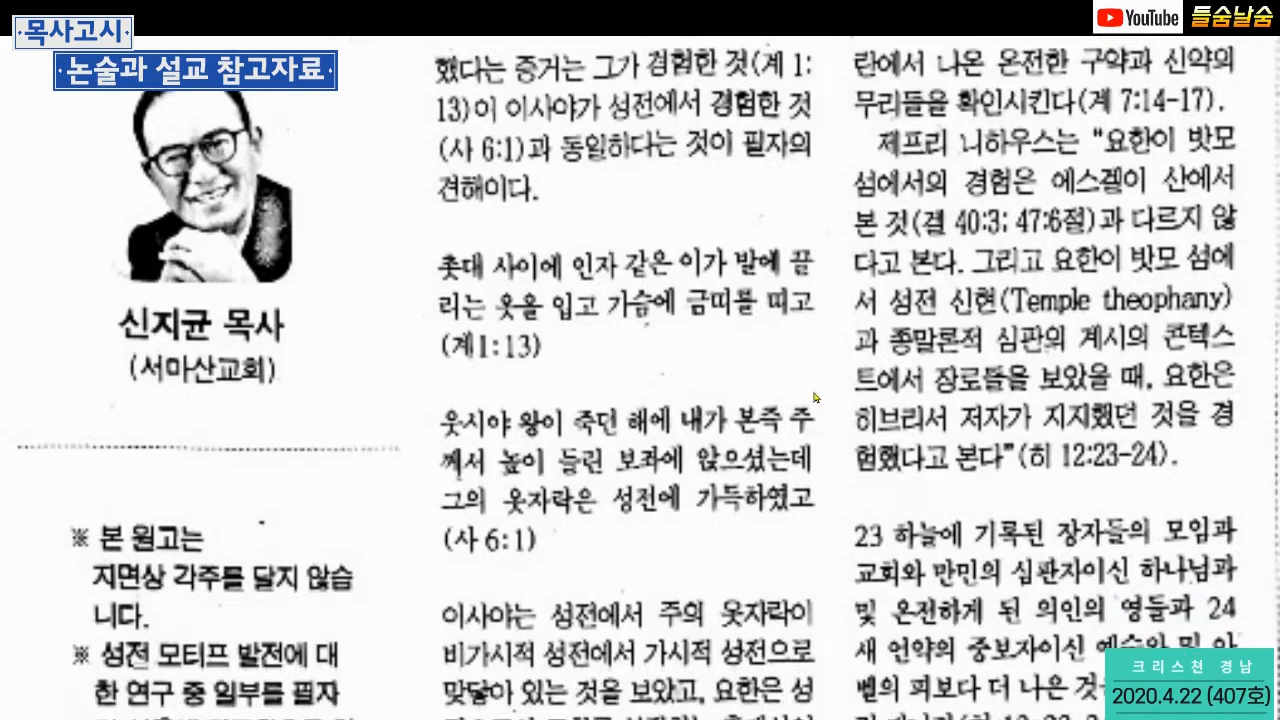 목사고시
논술과 설교 참고자료
YouTube 들숨날숨
신지균 목사
(서마산교회)
※ 본 원고는
지면상 각주를 달지 않습
니다.
※ 성전 모티프 발전에 대
한 연구 중 일부를 필자
했다는 증거는 그가 경험한 것(계 1:
13)이 이사야가 성전에서 경험한 것
(사 6:1)과 동일하다는 것이 필자의
견해이다.
촛대 사이에 인자 같은 이가 발에 끌
리는 옷을 입고 가슴에 금띠를 띠고
(계1:13)
웃시야 왕이 죽던 해에 내가 본즉 주
께서 높이 들린 보좌에 앉으셨는데
그의 옷자락은 성전에 가득하였고
(사 6:1)
이사야는 성전에서 주의 옷자락이
비가시적 성전에서 가시적 성전으로
맞닿아 있는 것을 보았고, 요한은 성
란에서 나온 온전한 구약과 신약의
무리들을 확인시킨다(계 7:14-17).
제프리 니하우스는 "요한이 밧모
섬에서의 경험은 에스겔이 산에서
본 것(겔 40:3; 47:6절)과 다르지 않
다고 본다. 그리고 요한이 밧모 섬에
서 성전 신현(Temple theophany)
과 종말론적 심판의 계시의 콘텍스
트에서 장로들을 보았을 때, 요한은
히브리서 저자가 지지했던 것을 경
험했다고 본다"(히 12:23-24).
23 하늘에 기록된 장자들의 모임과
교회와 만민의 심판자이신 하나님과
및 온전하게 된 의인의 영들과 24
새 언약의 중보자이신 예수와 및 아
벨의 피보다 더 나은
크리스천 경남
2020.4.22 (407호)